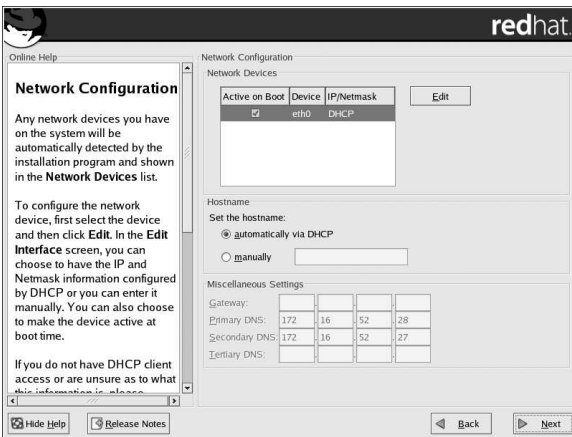 redhat.
Online Help
Network Configuration
Any network devices you have
on the system will be
automatically detected by the
installation program and shown
in the Network Devices list.
To configure the network
device, first select the device
and then click Edit. In the Edit
Interface screen, you can
choose to have the IP and
Netmask information configured
by DHCP or you can enter it
manually. You can also choose
to make the device active at
boot time.
If you do not have DHCP client
access or are unsure as to what
this information is, please
Network Configuration
Network Devices
Active on Boot Device IP/Netmask
eth0 DHCP
Edit
Hostname
Set the hostname:
automatically via DHCP
manually
Miscellaneous Settings
Gateway: . . .
Primary DNS: 172 . 16 . 52 . 28
Secondary DNS: 172 . 16 . 52 . 27
Tertiary DNS: . . .
Hide Help
Release Notes
Back
Next